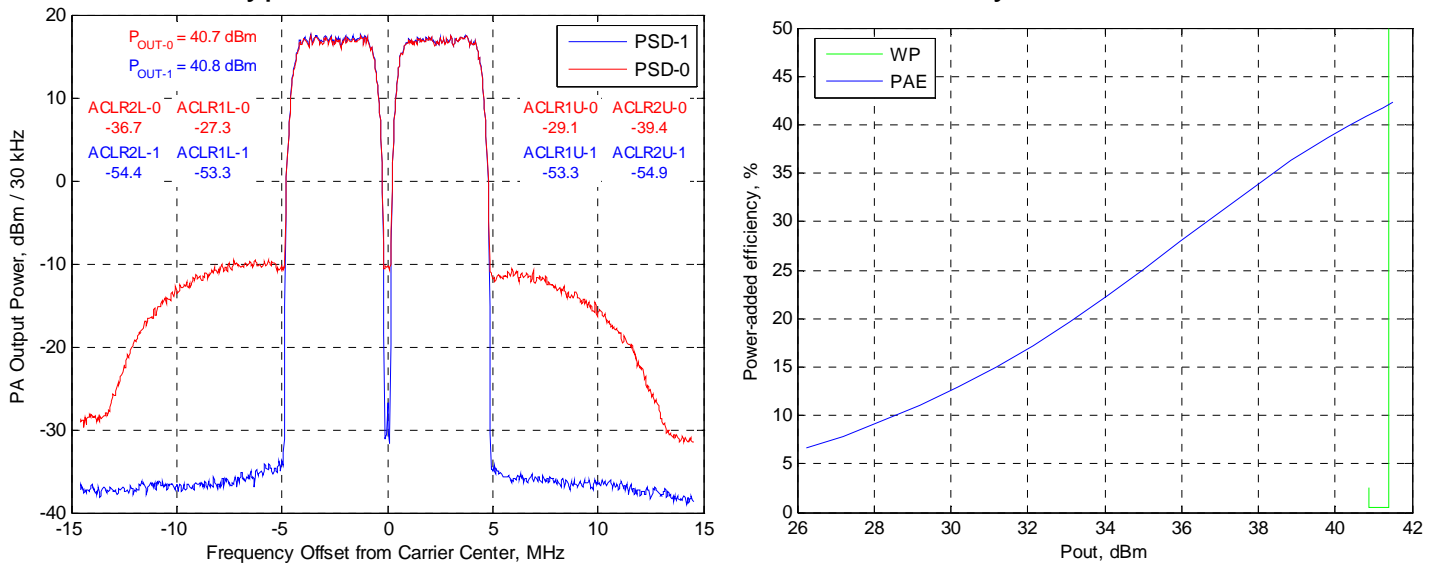 20
10
0
-10
-20
-30
-40
-15
-10
-5
0
5
10
15
PA Output Power, dBm / 30 kHz
Frequency Offset from Carrier Center, MHz
POUT-0 = 40.7 dBm
POUT-1 = 40.8 dBm
ACLR2L-0 ACLR1L-0
-36.7 -27.3
ACLR2L-1 ACLR1L-1
-54.4 -53.3
PSD-1
PSD-0
ACLR1U-0 ACLR2U-0
-29.1 -39.4
ACLR1U-1 ACLR2U-1
-53.3 -54.9
50
45
40
35
30
25
20
15
10
5
0
26
28
30
32
34
36
38
40
42
Power-added efficiency, %
Pout, dBm
WP
PAE